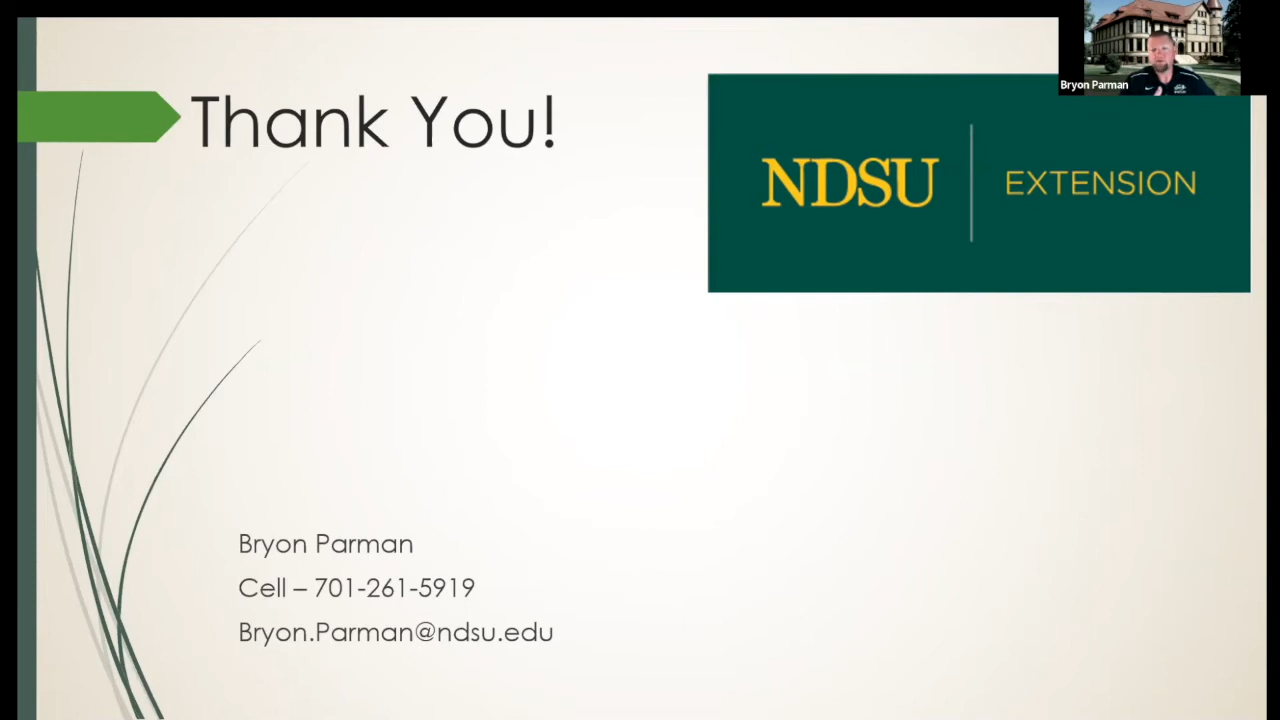 Thank You!
Bryon Parman
NDSU | EXTENSION
Bryon Parman
Cell – 701-261-5919
Bryon.Parman@ndsu.edu